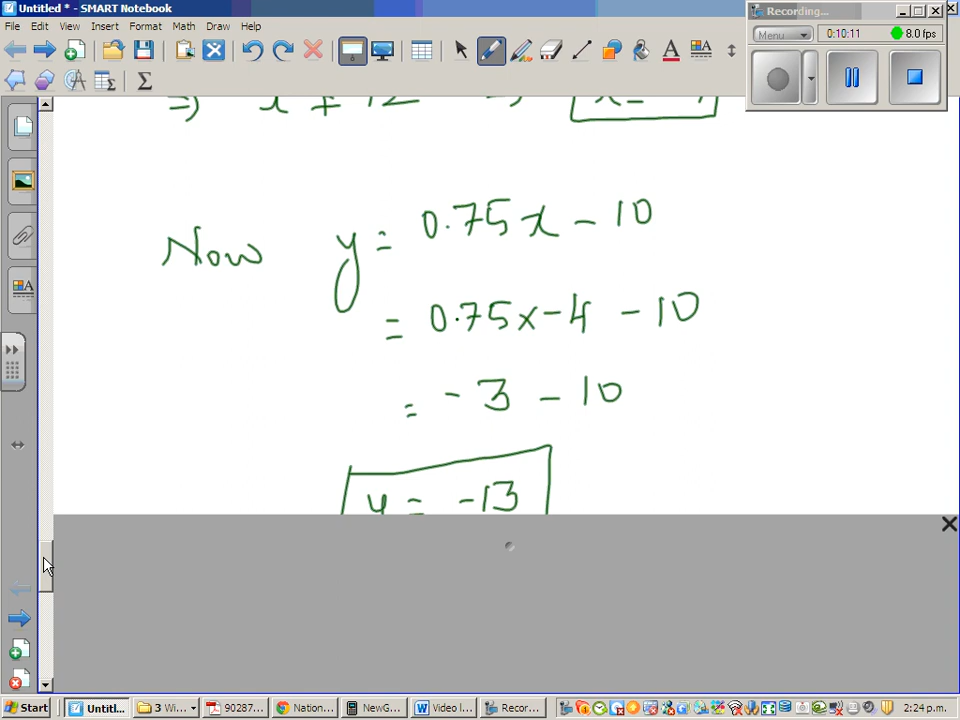 Untitled * - SMART Notebook
File Edit View Insert Format Math Draw Help
Recording...
Menu 0:10:11 8.0 fps
Now y = 0.75x - 10
= 0.75x -4 - 10
= -3 - 10
y = -13
Start Untitl... 3 Wi... 90287... Nation... NewG... Video l... Recor... 2:24 p.m.